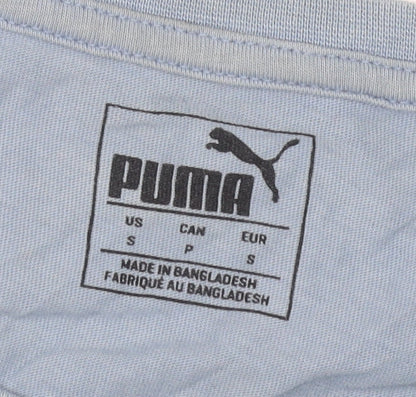 PUMA
US CAN EUR
S P S
MADE IN BANGLADESH
FABRIQUÉ AU BANGLADESH